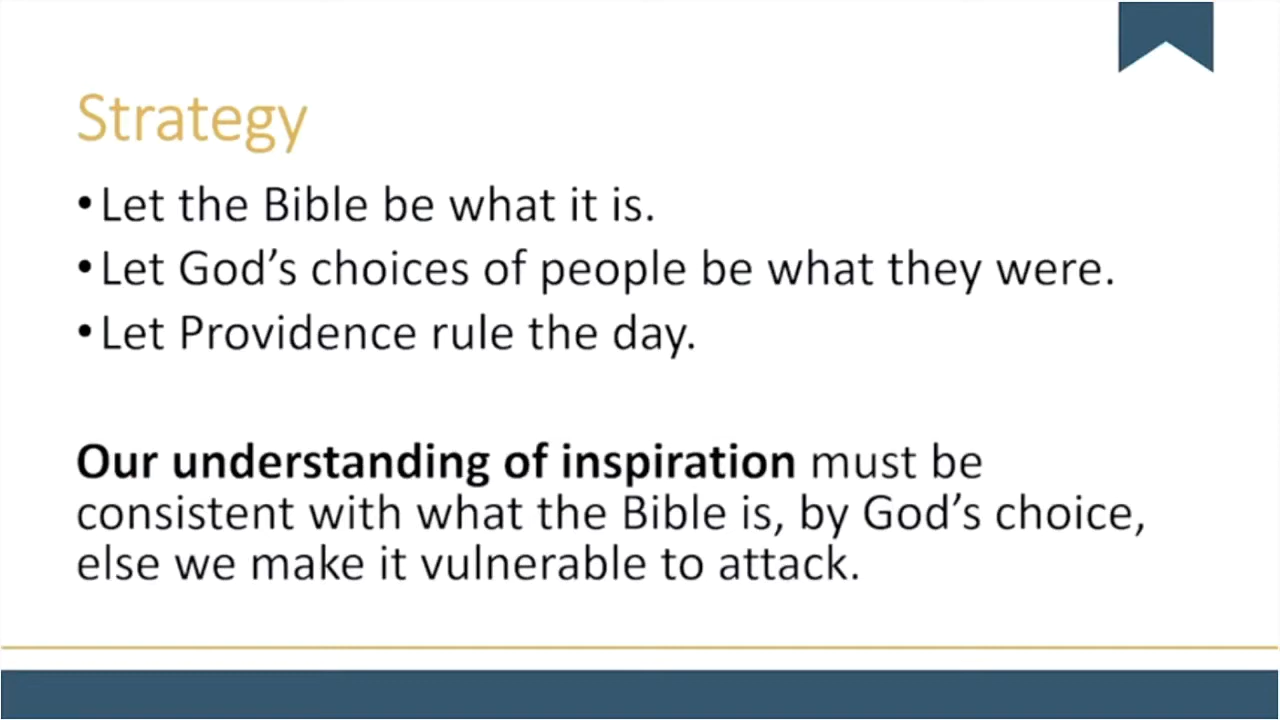 Strategy
•Let the Bible be what it is.
•Let God’s choices of people be what they were.
•Let Providence rule the day.
Our understanding of inspiration must be
consistent with what the Bible is, by God’s choice,
else we make it vulnerable to attack.